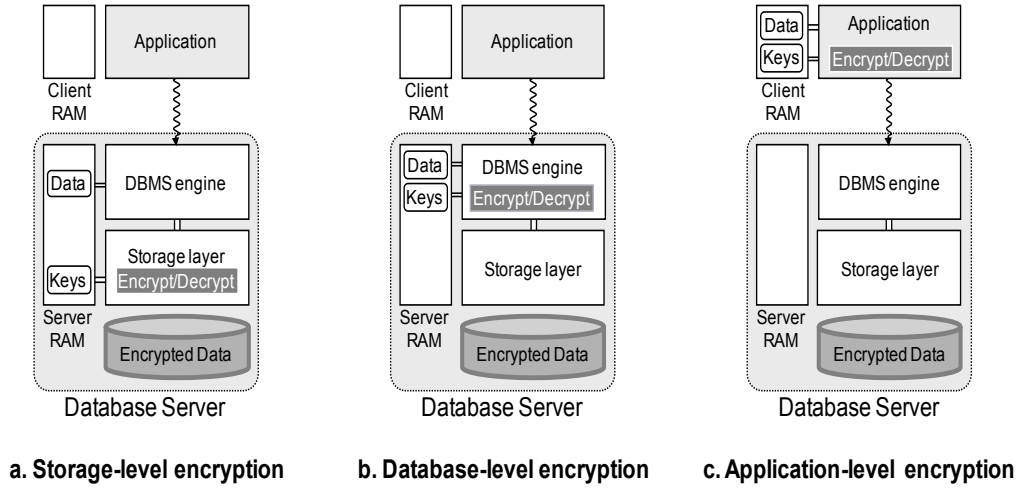 Application
Client
RAM
Data
DBMS engine
Storage layer
Keys
Encrypt/Decrypt
Server
RAM
Encrypted Data
Database Server
a. Storage-level encryption
Application
Client
RAM
Data
DBMS engine
Keys
Encrypt/Decrypt
Storage layer
Server
RAM
Encrypted Data
Database Server
b. Database-level encryption
Data
Application
Keys
Encrypt/Decrypt
Client
RAM
DBMS engine
Storage layer
Server
RAM
Encrypted Data
Database Server
c. Application-level encryption